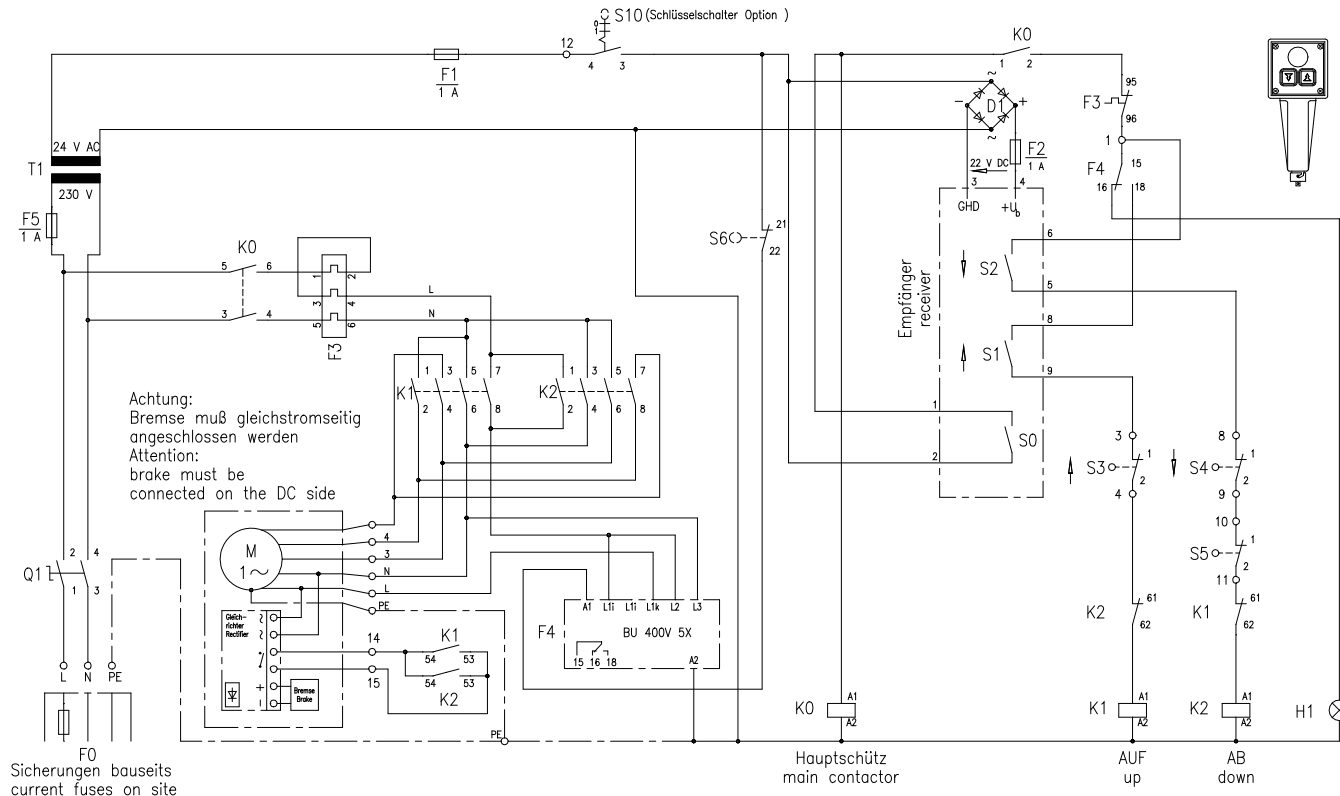 S10 (Schlüsselschalter Option )
0
1
12
4 3
F1
1 A
K0
1 2
~
- D1 +
~
F2
1 A
22 V DC
3 4
GHD +Ub
95
F3
96
1
F4
15
16 18
24 V AC
T1
230 V
F5
1 A
K0
5 6
3 4
1 2
3 4
5 6
F3
L
N
S6
21
22
Empfänger
receiver
S2
6
5
S1
8
9
1
S0
2
K1
1 3 5 7
2 4 6 8
K2
1 3 5 7
2 4 6 8
Achtung:
Bremse muß gleichstromseitig
angeschlossen werden
Attention:
brake must be
connected on the DC side
3
S3
1
2
4
8
S4
1
2
9
10
S5
1
2
11
K2
61
62
K1
61
62
Q1
2 4
1 3
M
1~
4
3
N
L
PE
Gleich-
richter
Rectifier
~
~
+
-
Bremse
Brake
14
15
K1
54 53
54 53
K2
F4
A1 L1i L1i L1k L2 L3
BU 400V 5X
15 16 18
A2
L N PE
PE
F0
Sicherungen bauseits
current fuses on site
K0
A1
A2
K1
A1
A2
K2
A1
A2
H1
Hauptschütz
main contactor
AUF
up
AB
down